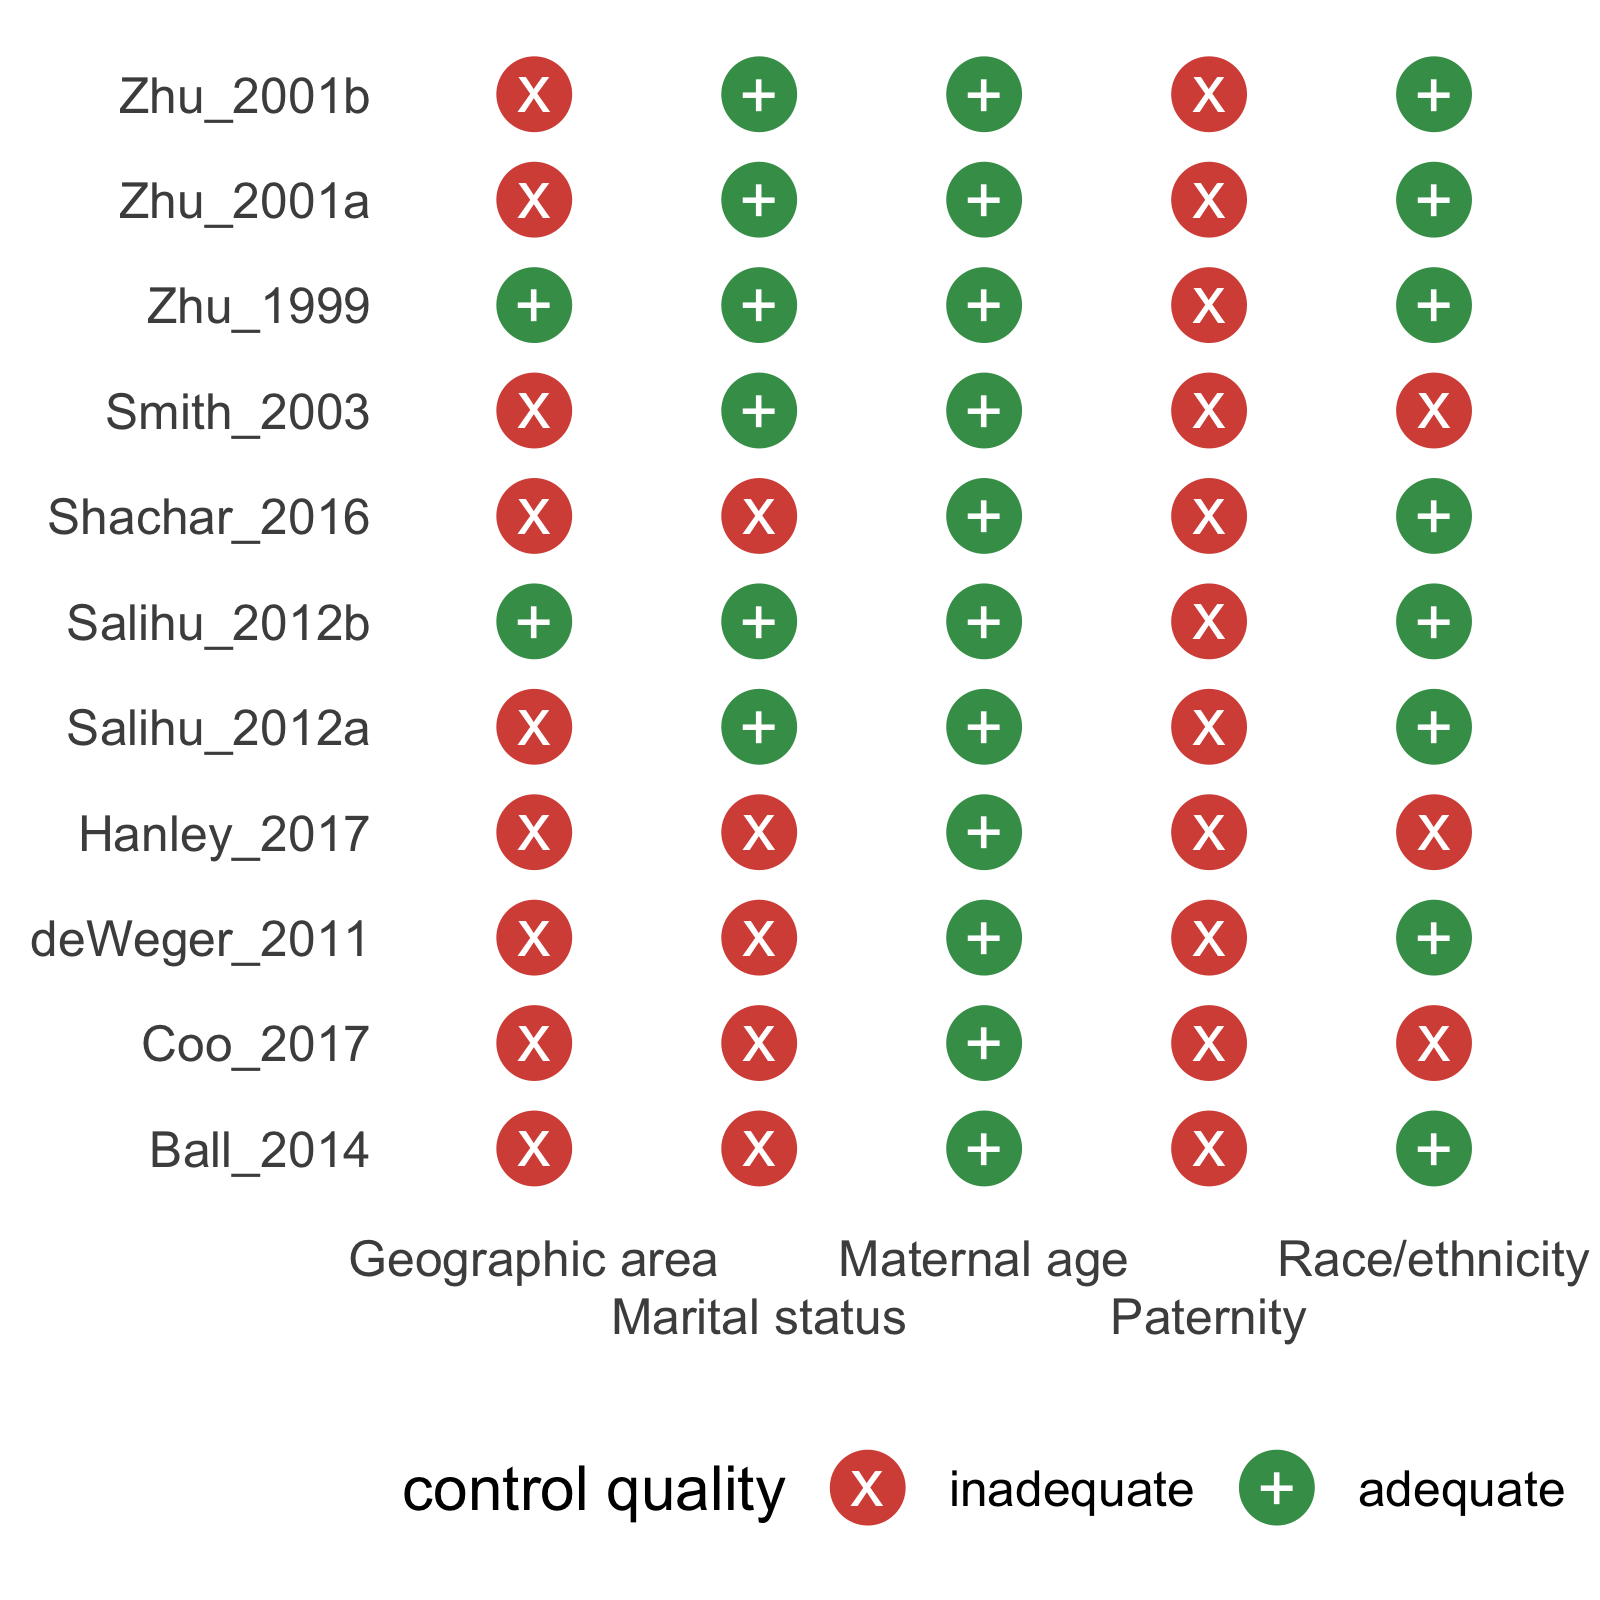 Zhu_2001b x + + x +
Zhu_2001a x + + x +
Zhu_1999 + + + x +
Smith_2003 x + + x x
Shachar_2016 x x + x +
Salihu_2012b + + + x +
Salihu_2012a x + + x +
Hanley_2017 x x + x x
deWeger_2011 x x + x +
Coo_2017 x x + x x
Ball_2014 x x + x +
Geographic area Maternal age Race/ethnicity
Marital status Paternity
control quality x inadequate + adequate